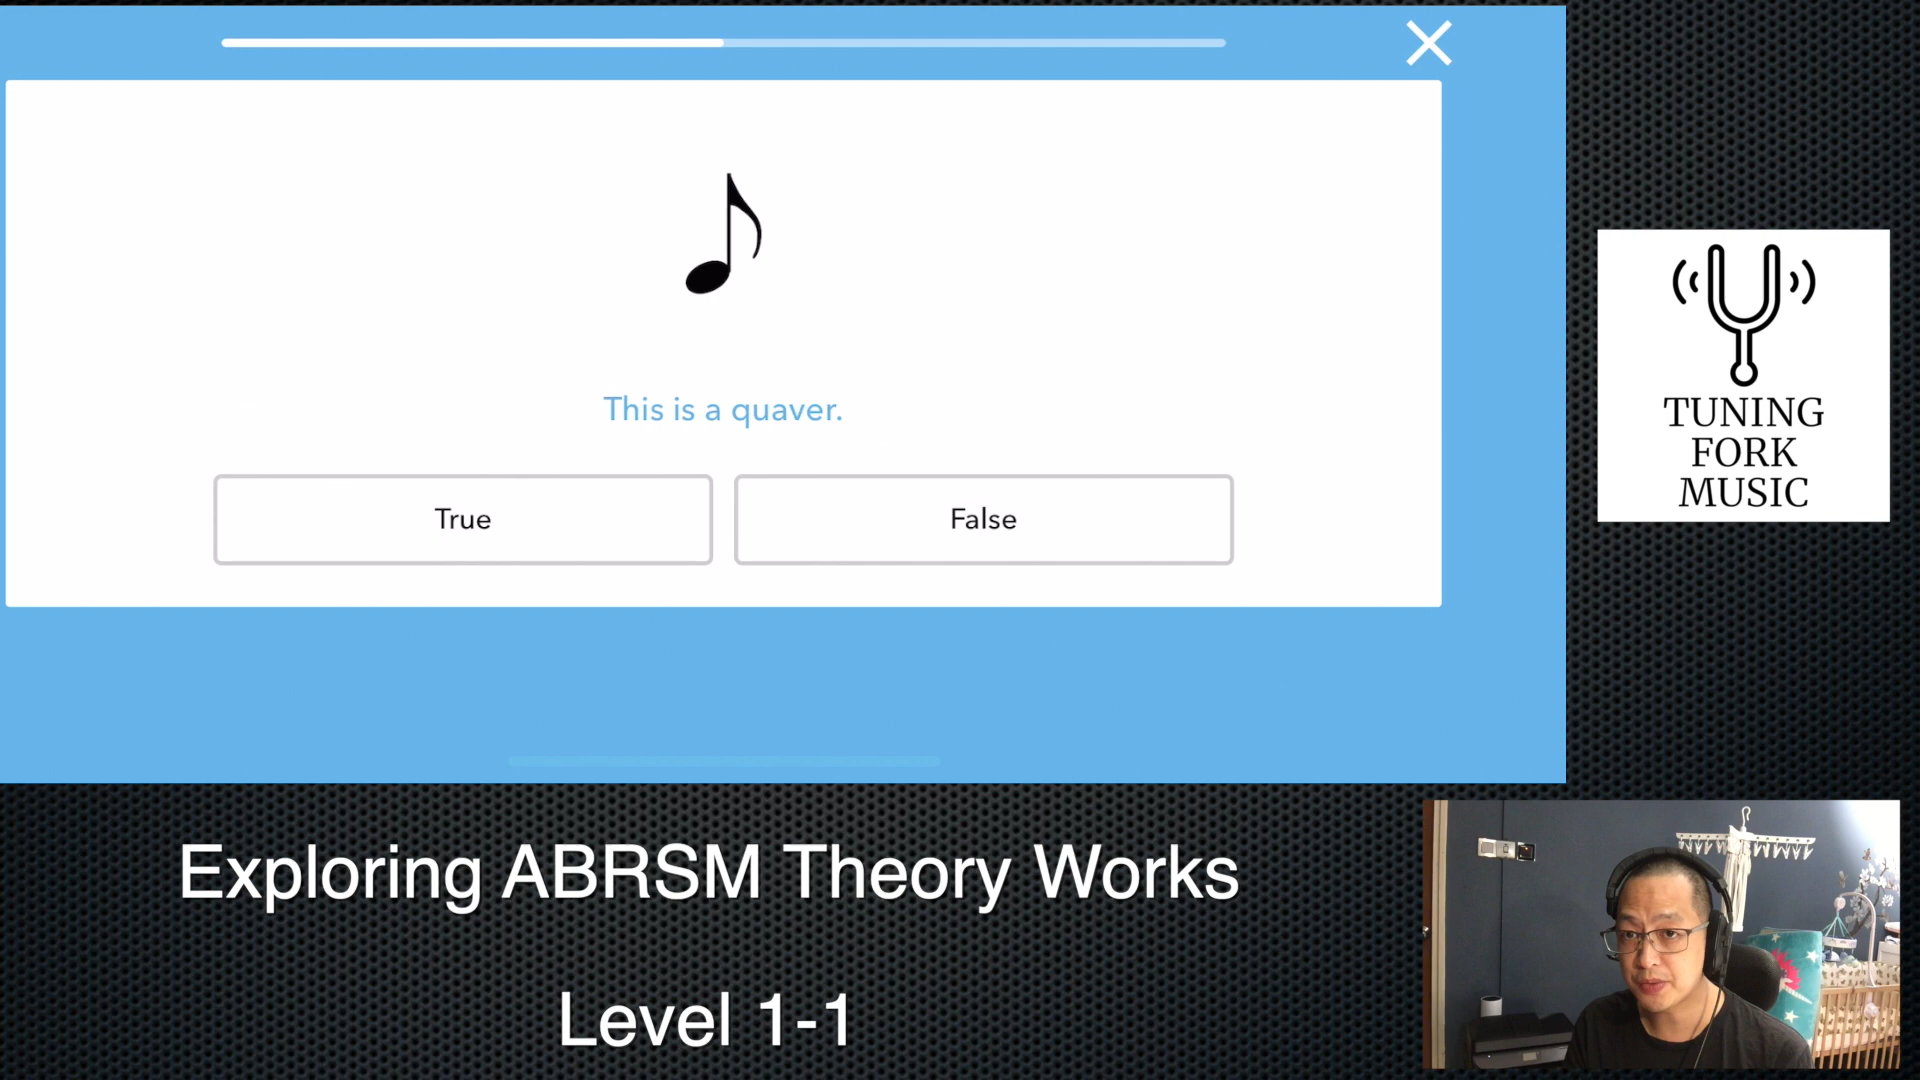 This is a quaver.
True
False
TUNING
FORK
MUSIC
Exploring ABRSM Theory Works
Level 1-1